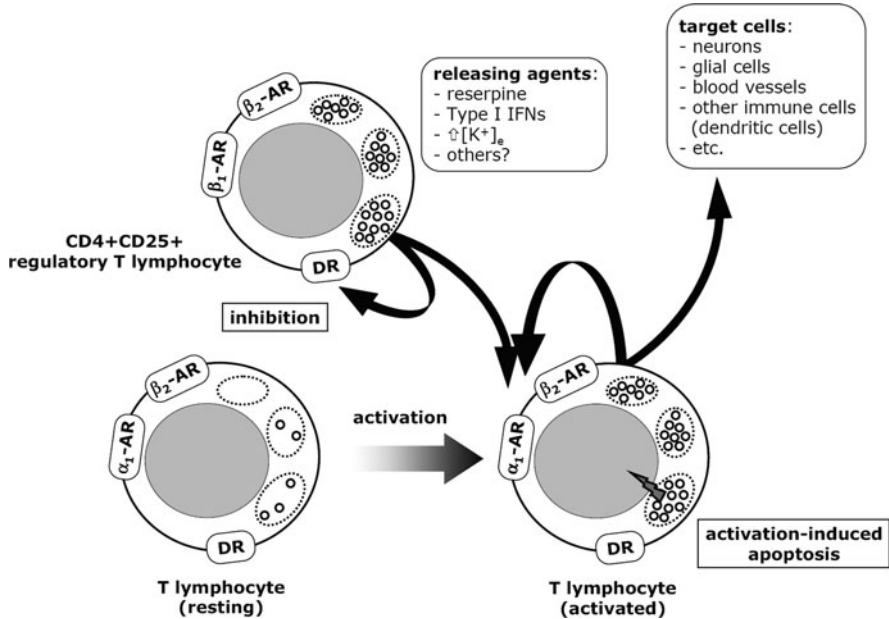 β₂-AR
β₁-AR
DR
CD4+CD25+
regulatory T lymphocyte
releasing agents:
- reserpine
- Type I IFNs
- ⇧[K⁺]ₑ
- others?
target cells:
- neurons
- glial cells
- blood vessels
- other immune cells
(dendritic cells)
- etc.
inhibition
β₂-AR
α₁-AR
DR
T lymphocyte
(resting)
activation
β₂-AR
α₁-AR
DR
T lymphocyte
(activated)
activation-induced
apoptosis